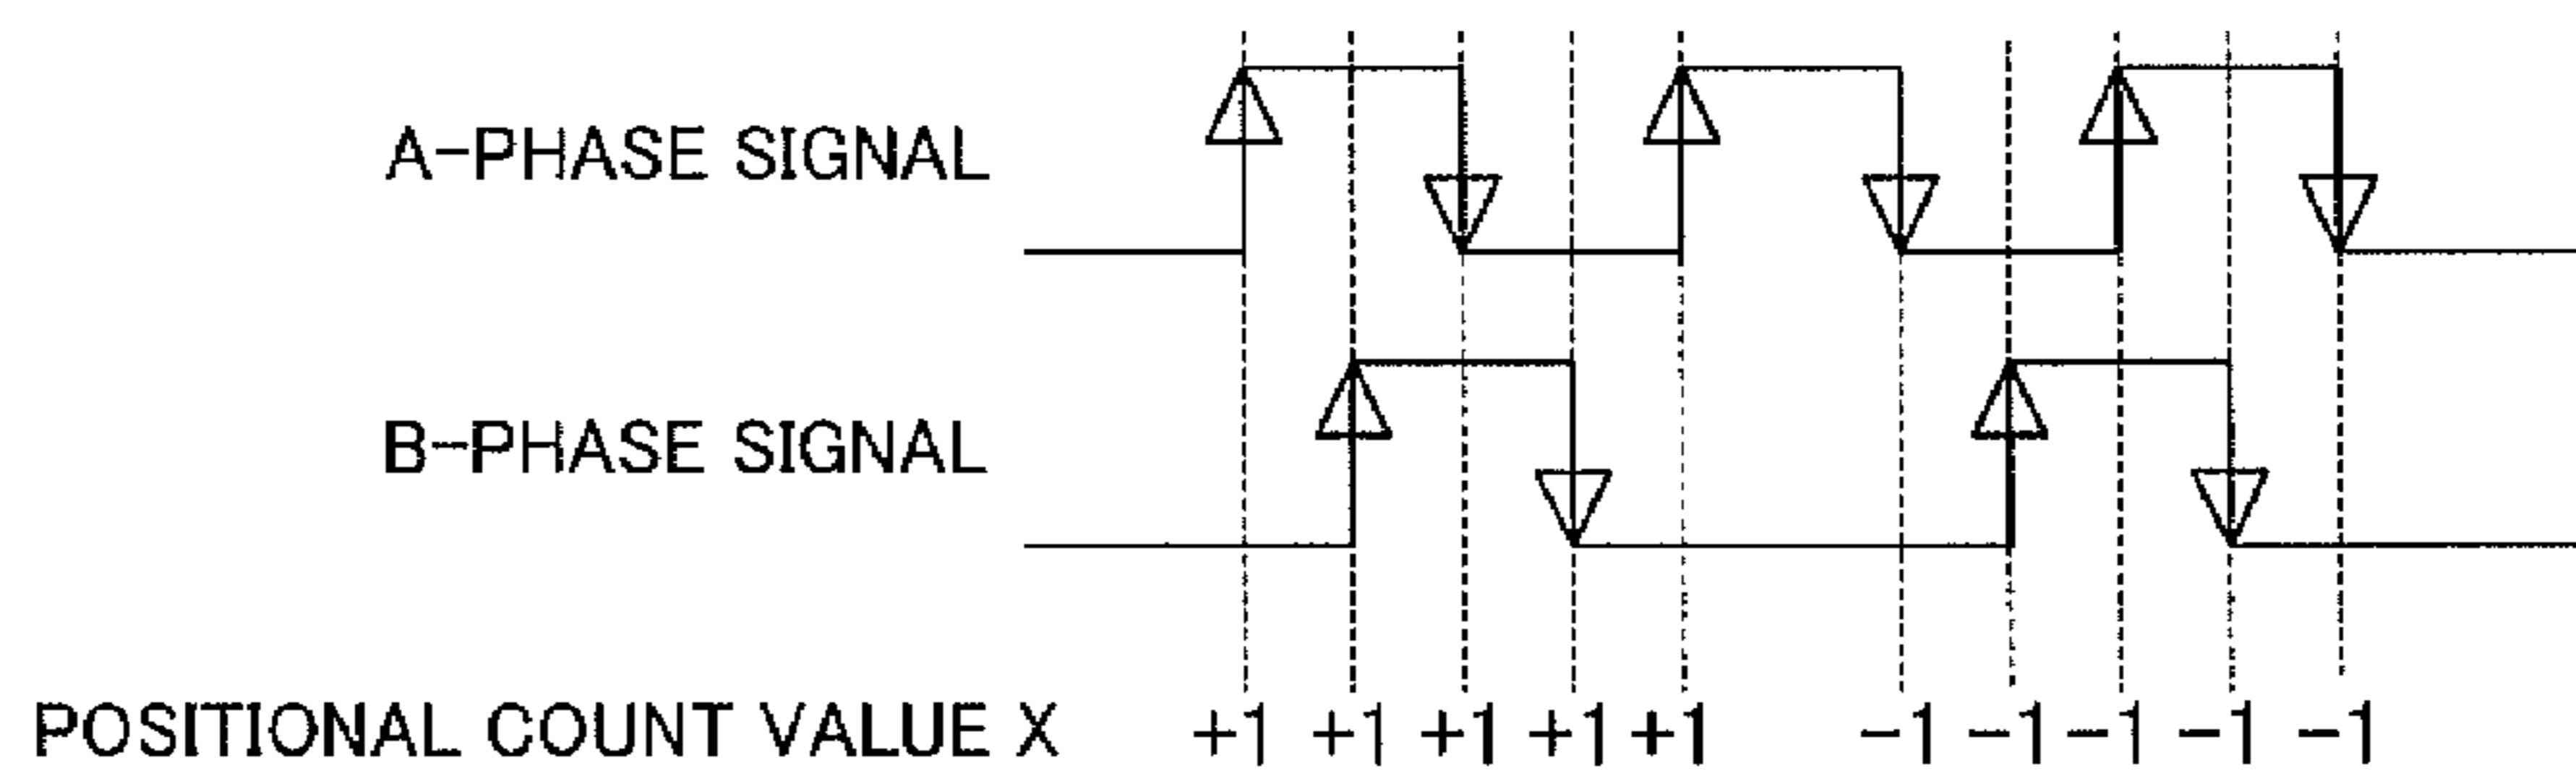 A-PHASE SIGNAL
B-PHASE SIGNAL
POSITIONAL COUNT VALUE X +1 +1 +1 +1 +1 -1 -1 -1 -1 -1